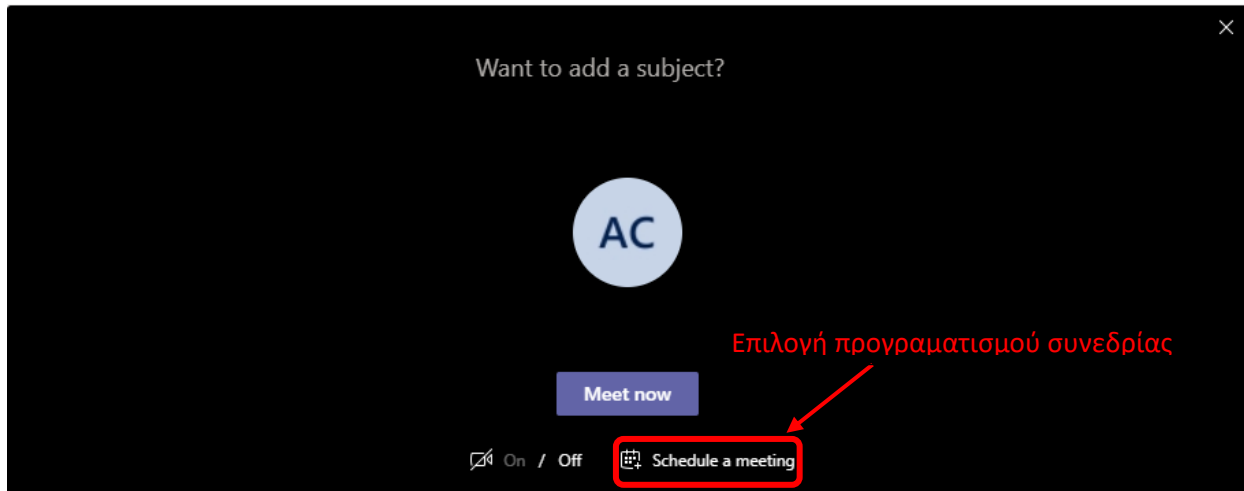 Want to add a subject?
AC
Επιλογή προγραματισμού συνεδρίας
Meet now
On / Off Schedule a meeting